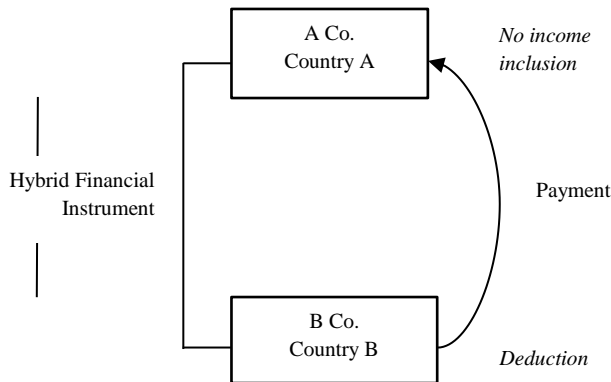 A Co.
Country A
No income
inclusion
Hybrid Financial
Instrument
Payment
B Co.
Country B
Deduction